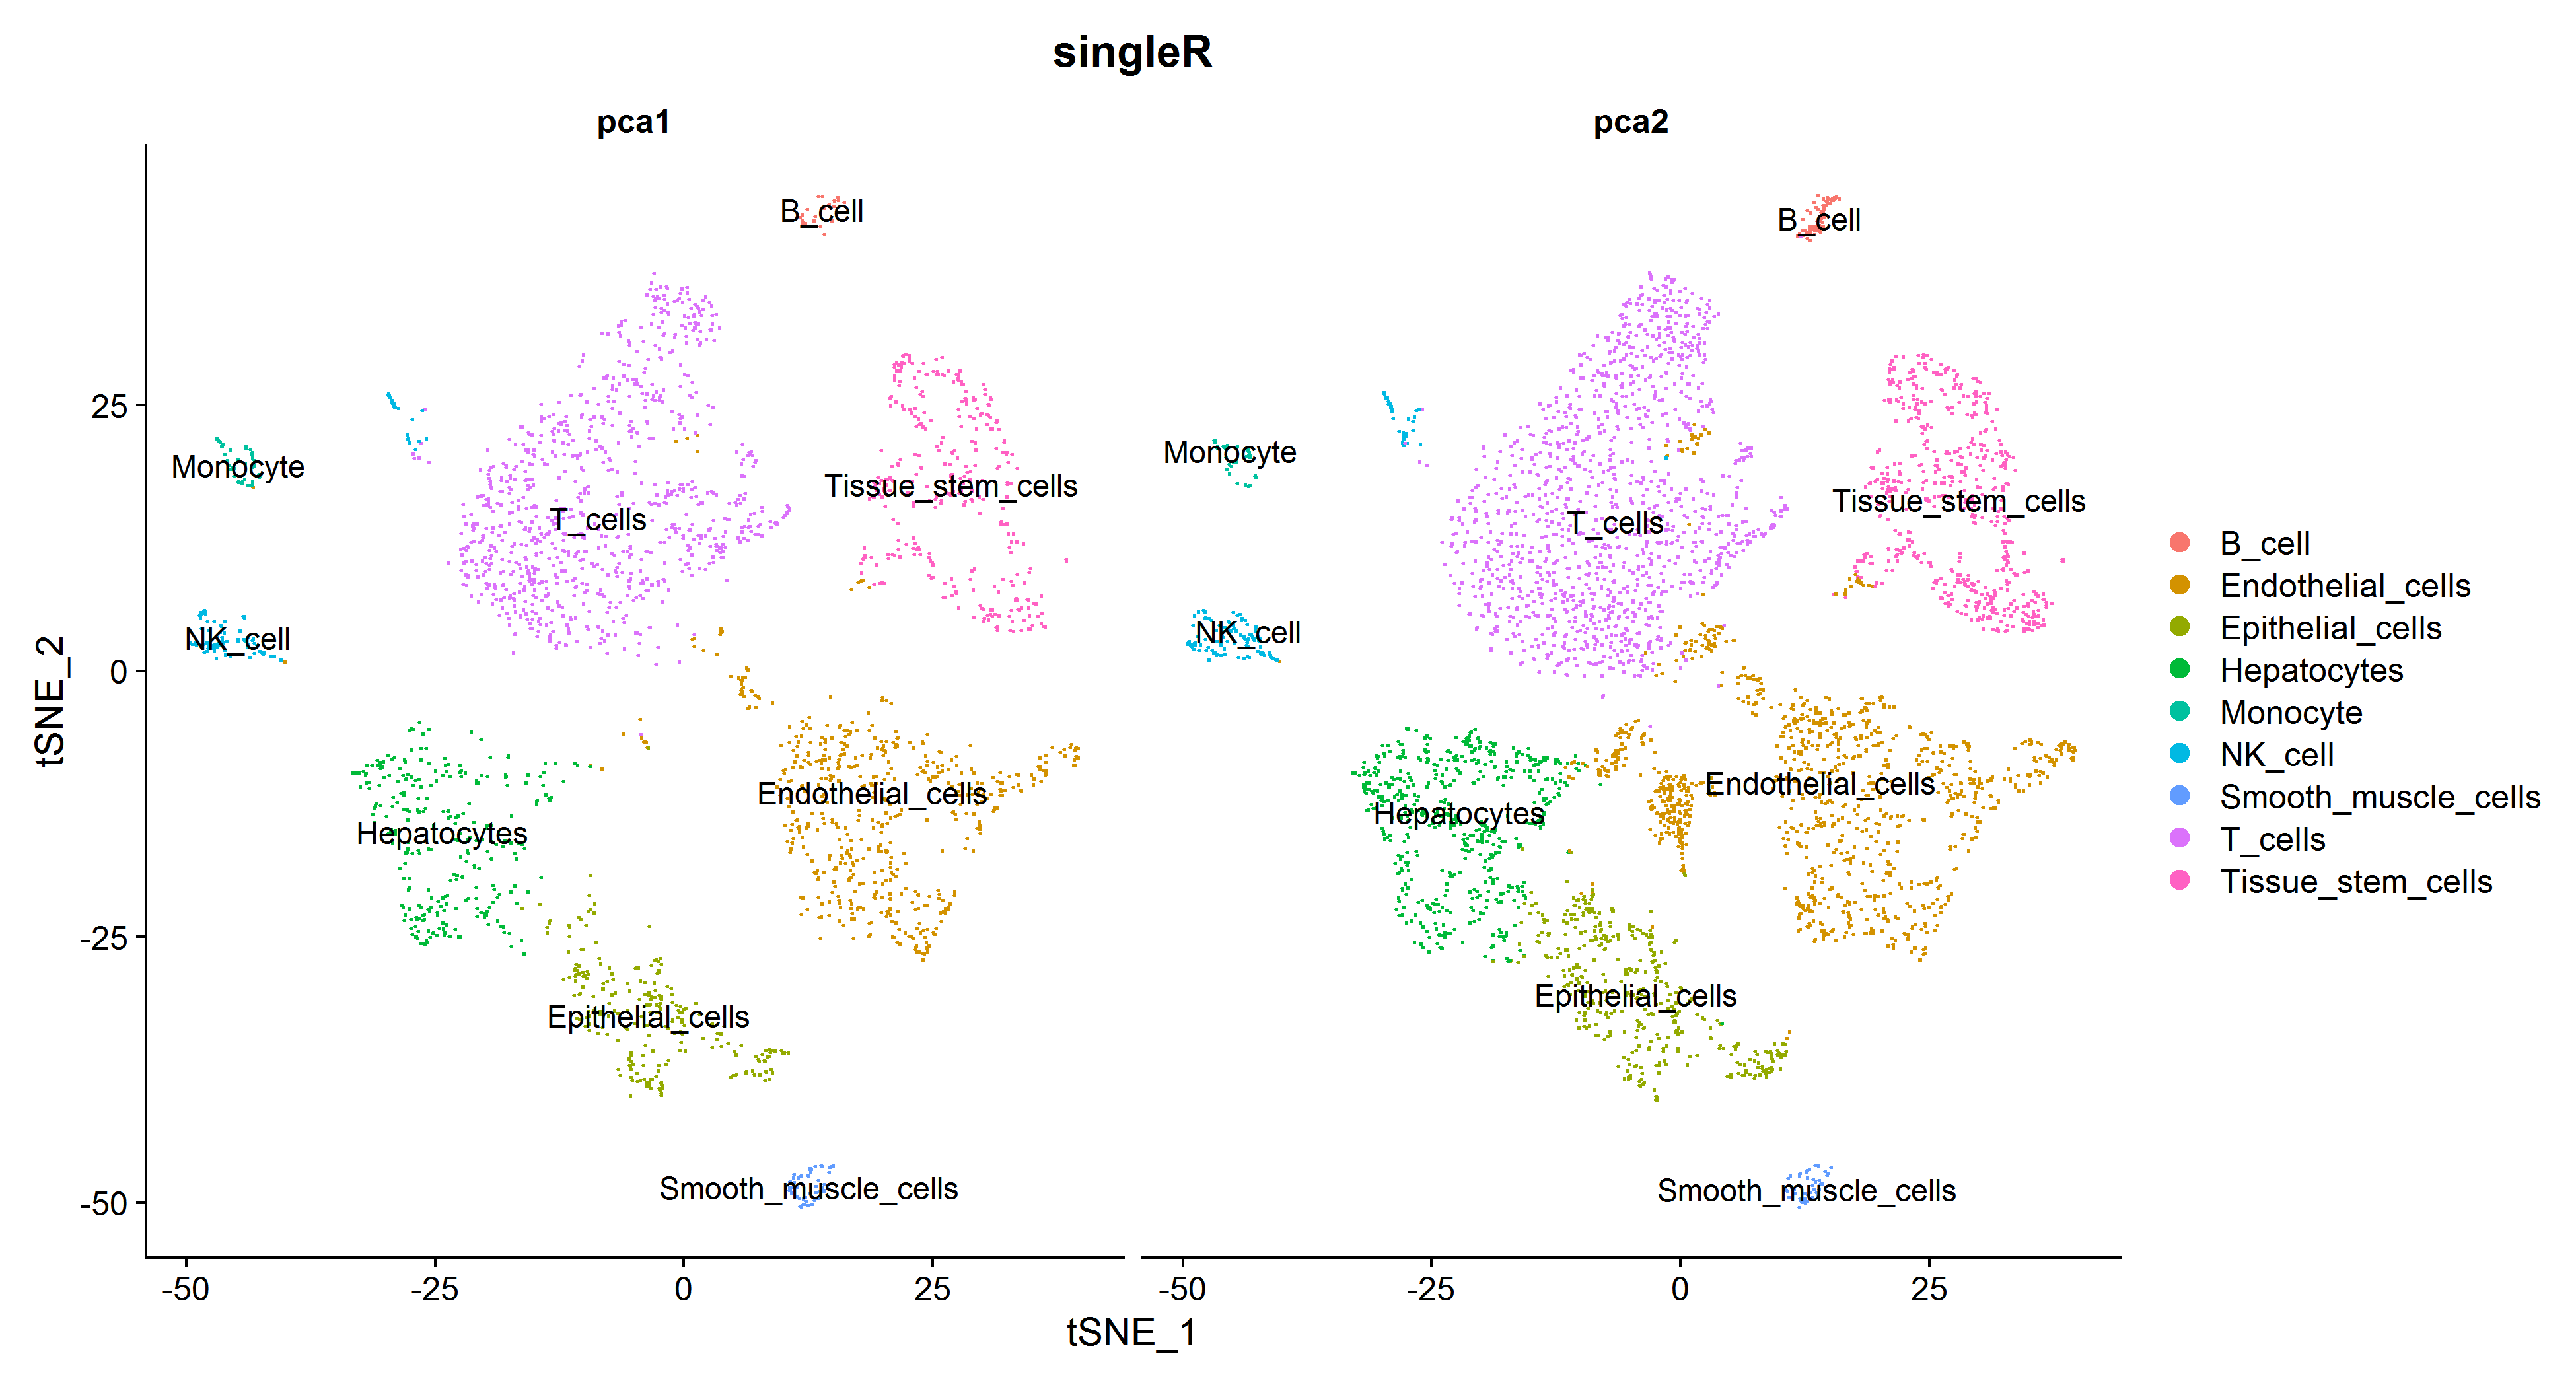 singleR
pca1
pca2
B_cell
Monocyte
T_cells
Tissue_stem_cells
NK_cell
Endothelial_cells
Hepatocytes
Epithelial_cells
Smooth_muscle_cells
B_cell
Monocyte
T_cells
Tissue_stem_cells
NK_cell
Endothelial_cells
Hepatocytes
Epithelial_cells
Smooth_muscle_cells
25
0
-25
-50
tSNE_2
-50 -25 0 25
-50 -25 0 25
tSNE_1
B_cell
Endothelial_cells
Epithelial_cells
Hepatocytes
Monocyte
NK_cell
Smooth_muscle_cells
T_cells
Tissue_stem_cells